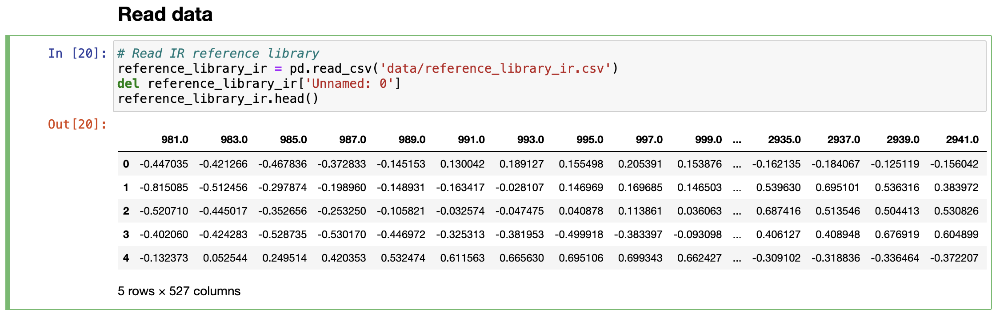 Read data
In [20]: # Read IR reference library
reference_library_ir = pd.read_csv('data/reference_library_ir.csv')
del reference_library_ir['Unnamed: 0']
reference_library_ir.head()
Out[20]:
981.0 983.0 985.0 987.0 989.0 991.0 993.0 995.0 997.0 999.0 ... 2935.0 2937.0 2939.0 2941.0
0 -0.447035 -0.421266 -0.467836 -0.372833 -0.145153 0.130042 0.189127 0.155498 0.205391 0.153876 ... -0.162135 -0.184067 -0.125119 -0.156042
1 -0.815085 -0.512456 -0.297874 -0.198960 -0.148931 -0.163417 -0.028107 0.146969 0.169685 0.146503 ... 0.539630 0.695101 0.536316 0.383972
2 -0.520710 -0.445017 -0.352656 -0.253250 -0.105821 -0.032574 -0.047475 0.040878 0.113861 0.036063 ... 0.687416 0.513546 0.504413 0.530826
3 -0.402060 -0.424283 -0.528735 -0.530170 -0.446972 -0.325313 -0.381953 -0.499918 -0.383397 -0.093098 ... 0.406127 0.408948 0.676919 0.604899
4 -0.132373 0.052544 0.249514 0.420353 0.532474 0.611563 0.665630 0.695106 0.699343 0.662427 ... -0.309102 -0.318836 -0.336464 -0.372207
5 rows × 527 columns